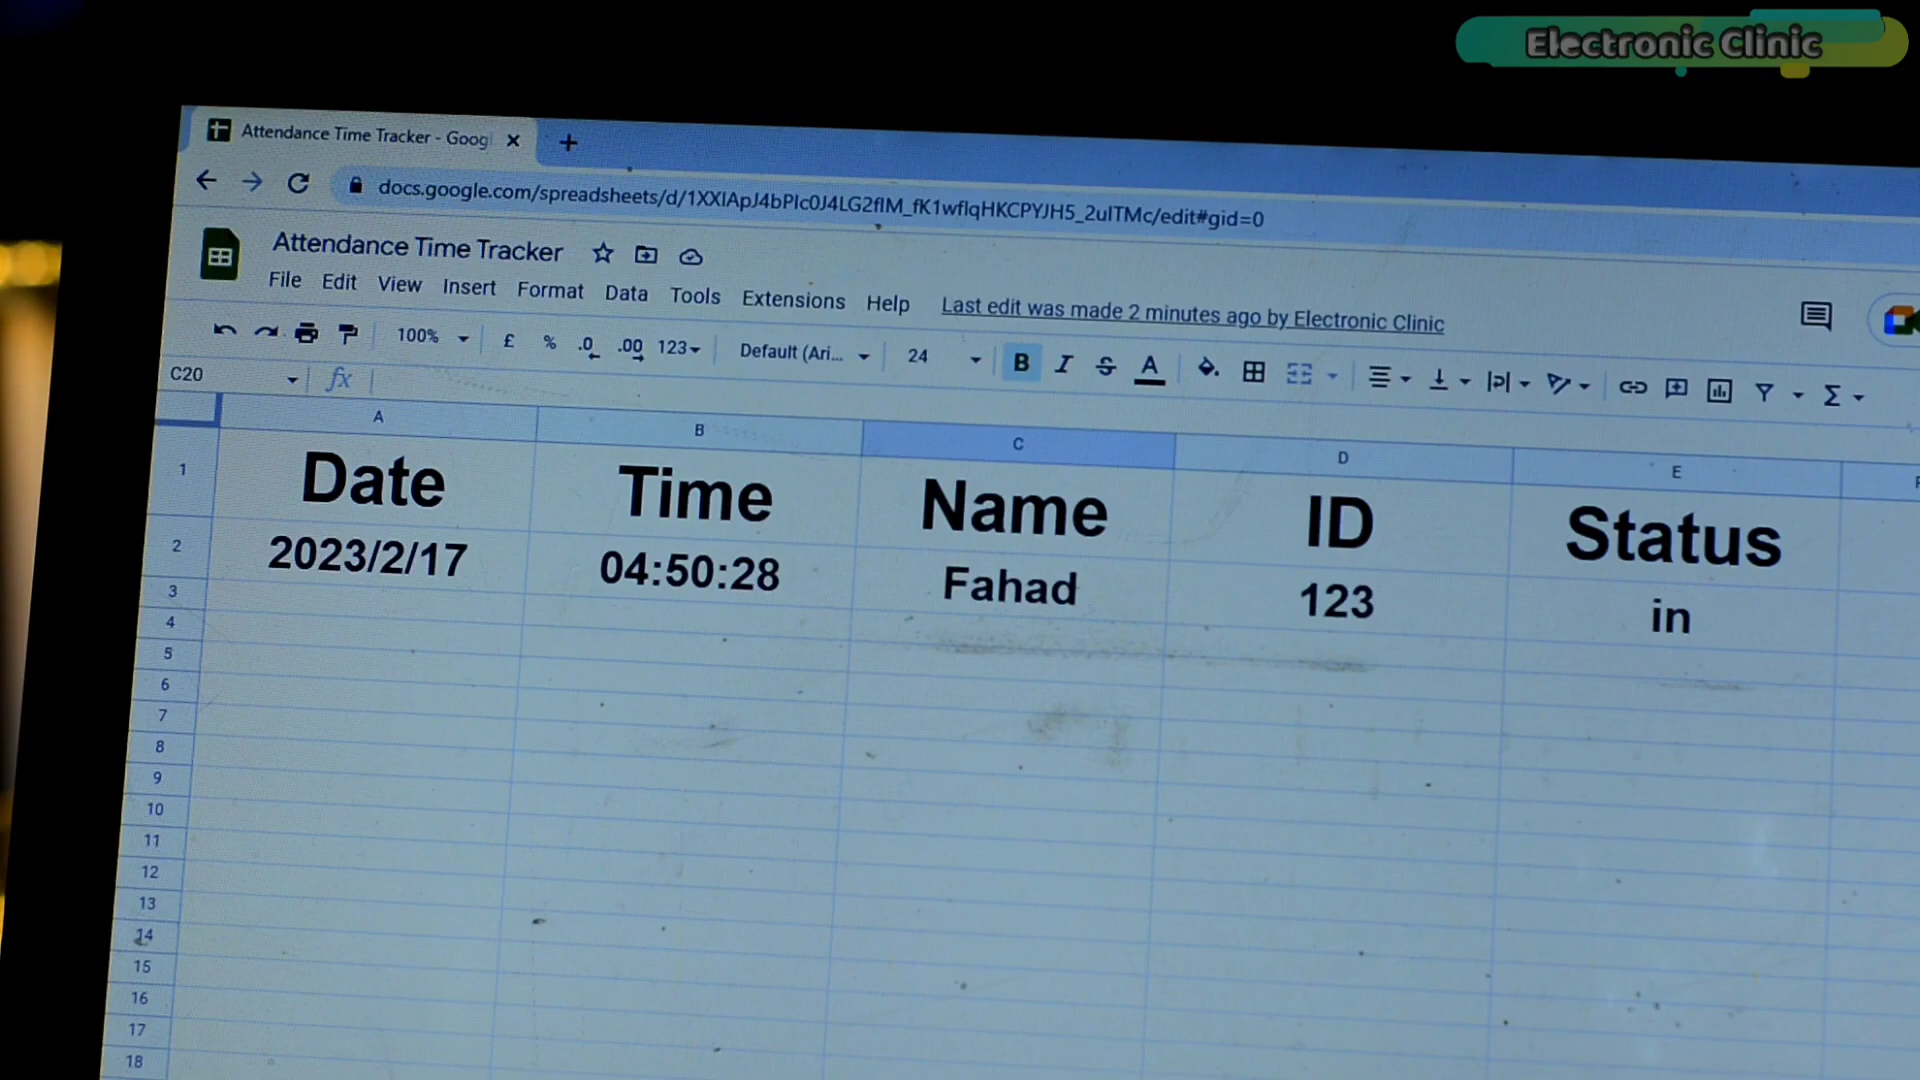 Electronic Clinic
Attendance Time Tracker - Googl
docs.google.com/spreadsheets/d/1XXIApJ4bPIc0J4LG2fIM_fK1wfIqHKCPYJH5_2uITMc/edit#gid=0
Attendance Time Tracker
File Edit View Insert Format Data Tools Extensions Help Last edit was made 2 minutes ago by Electronic Clinic
100% £ % .0 .00 123 Default (Ari... 24 B I S A
C20 fx
A B C D E
1 Date Time Name ID Status
2 2023/2/17 04:50:28 Fahad 123 in
3
4
5
6
7
8
9
10
11
12
13
14
15
16
17
18